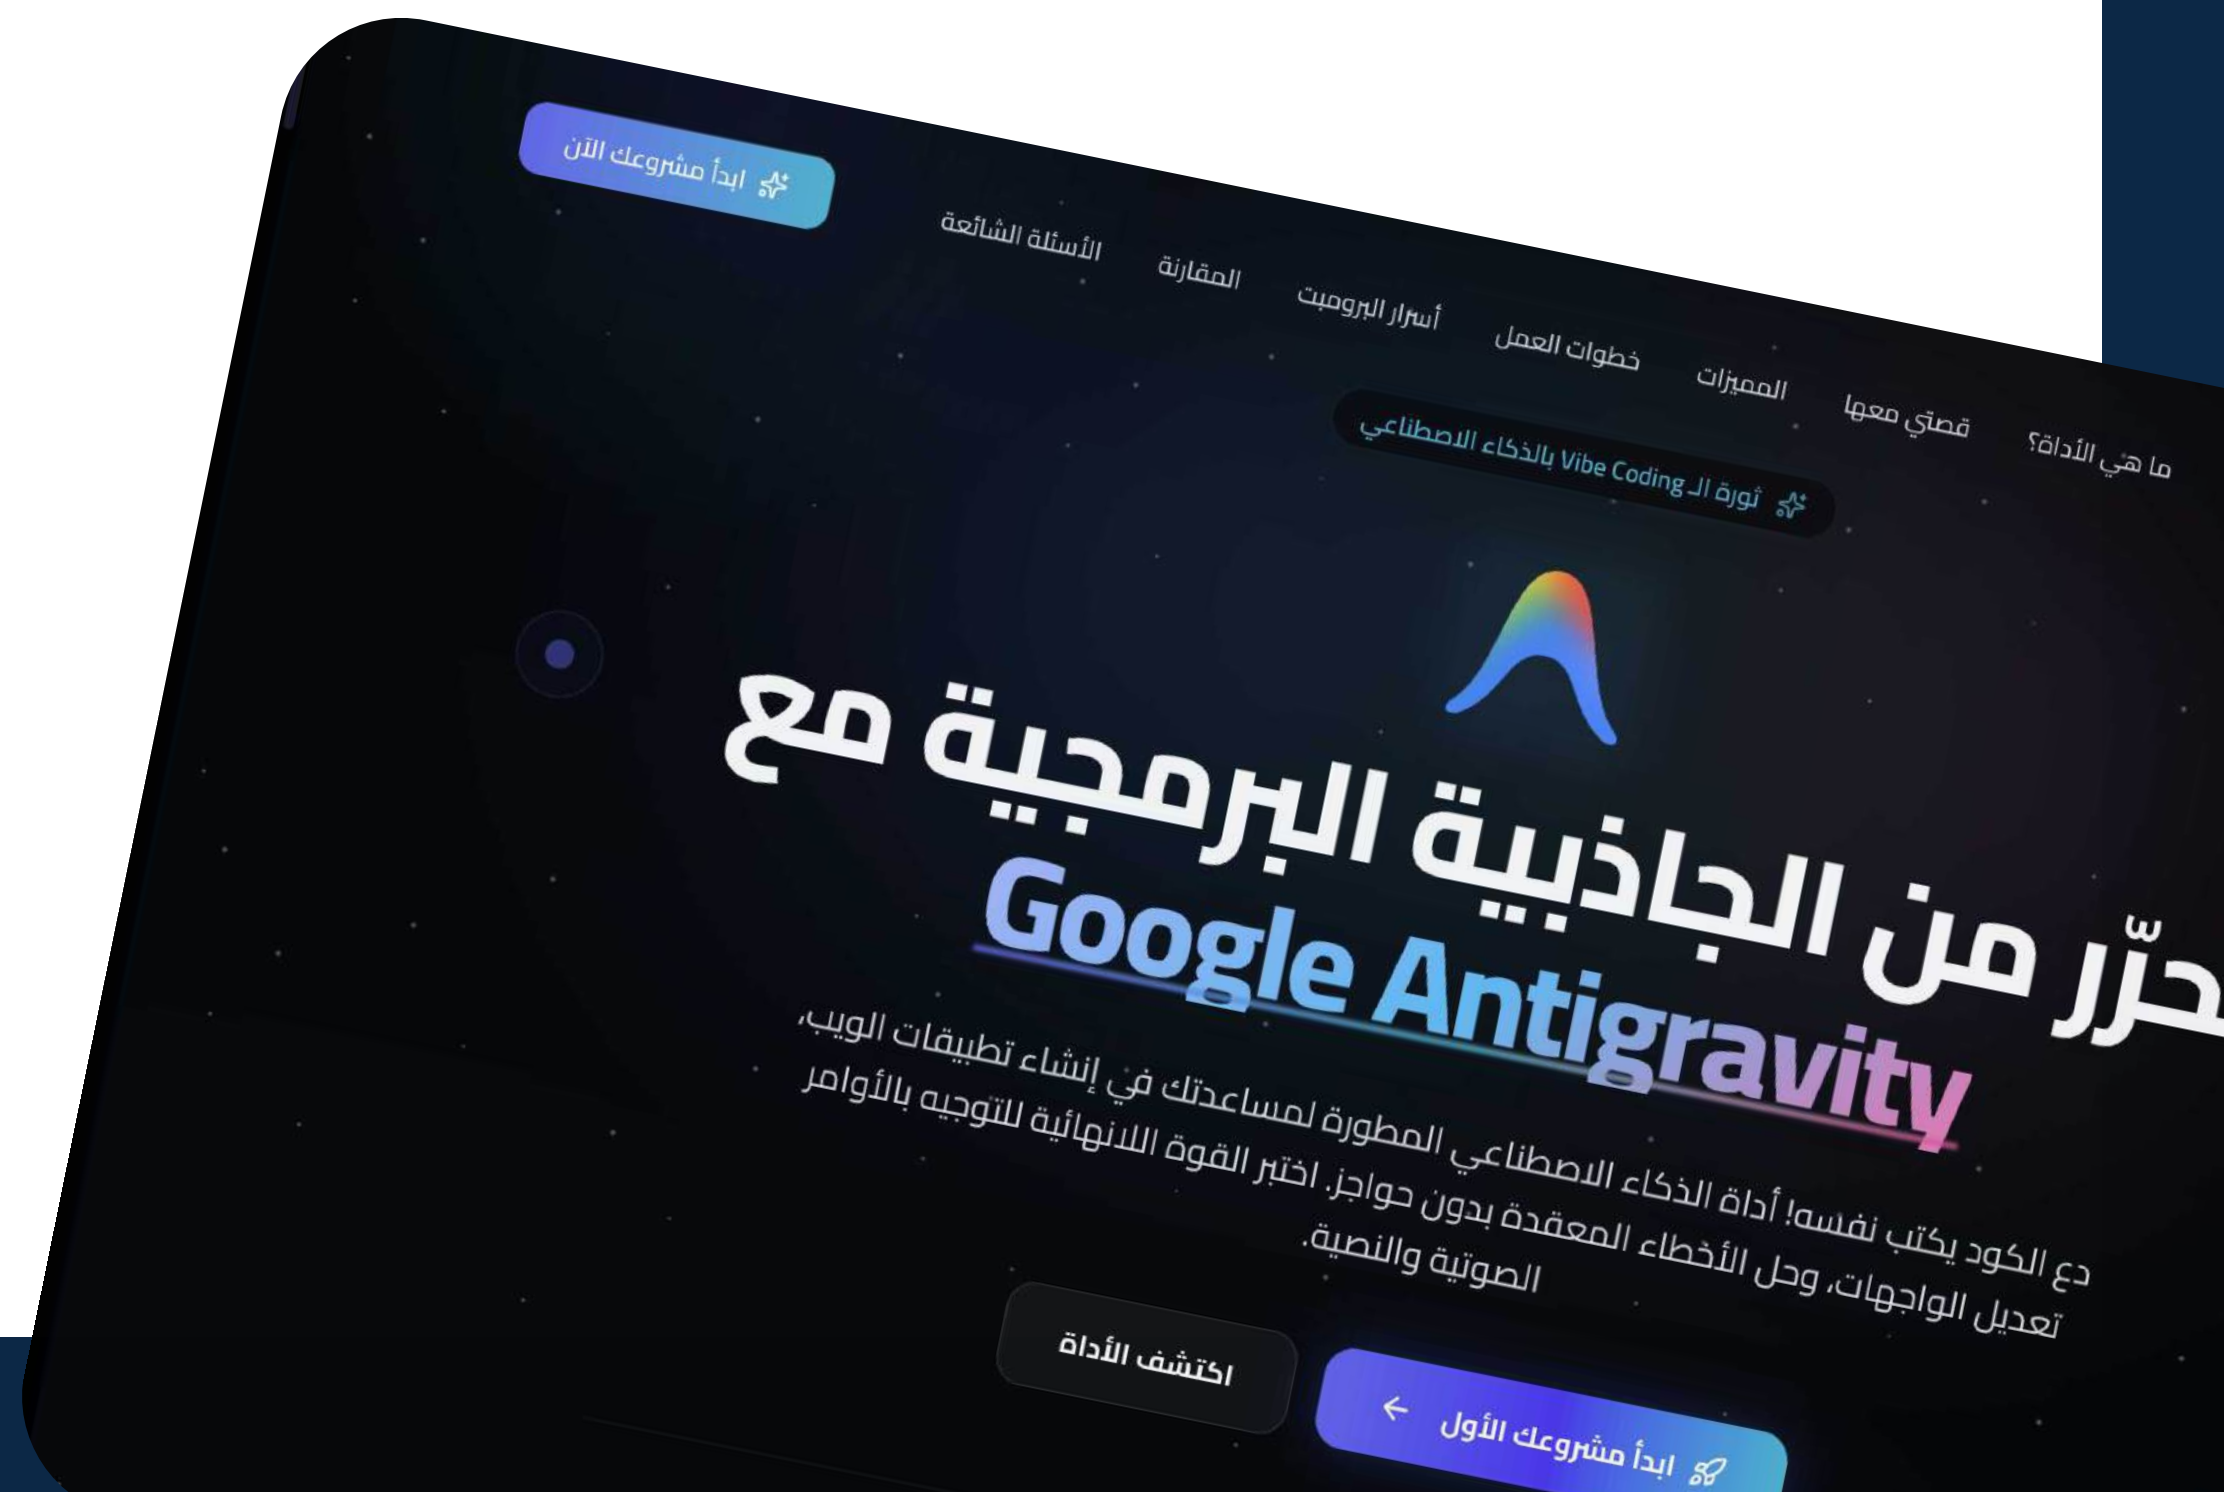 ما هي الأداة؟
قصتي معها
المميزات
خطوات العمل
أسرار البرومبت
المقارنة
الأسئلة الشائعة
ابدأ مشروعك الآن
ثورة الـ Vibe Coding بالذكاء الاصطناعي
من الجاذبية البرمجية مع
Google Antigravity
دع الكود يكتب نفسه! أداة الذكاء الاصطناعي المطورة لمساعدتك في إنشاء تطبيقات الويب،
تعديل الواجهات، وحل الأخطاء المعقدة بدون حواجز. اختبر القوة اللانهائية للتوجيه بالأوامر
الصوتية والنصية.
ابدأ مشروعك الأول
اكتشف الأداة